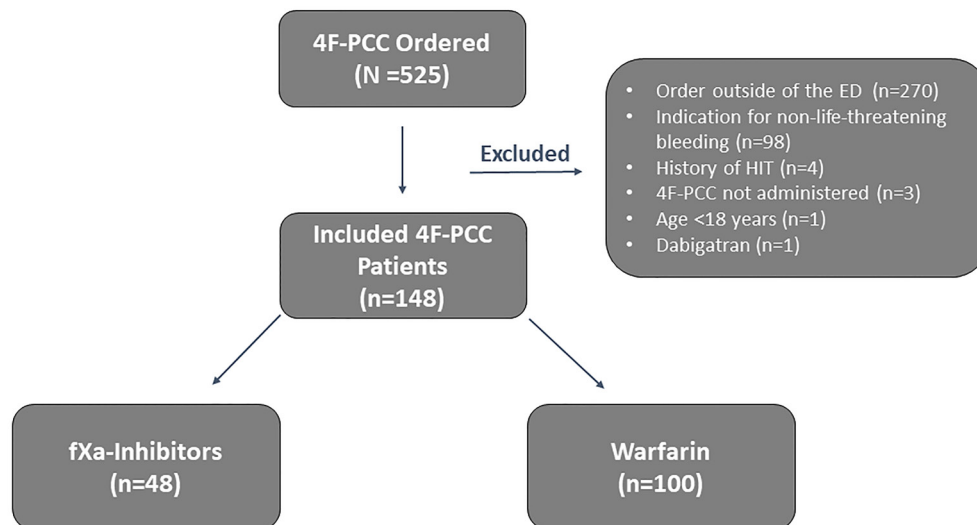 4F-PCC Ordered
(N =525)
Excluded
• Order outside of the ED (n=270)
• Indication for non-life-threatening
bleeding (n=98)
• History of HIT (n=4)
• 4F-PCC not administered (n=3)
• Age <18 years (n=1)
• Dabigatran (n=1)
Included 4F-PCC
Patients
(n=148)
fXa-Inhibitors
(n=48)
Warfarin
(n=100)